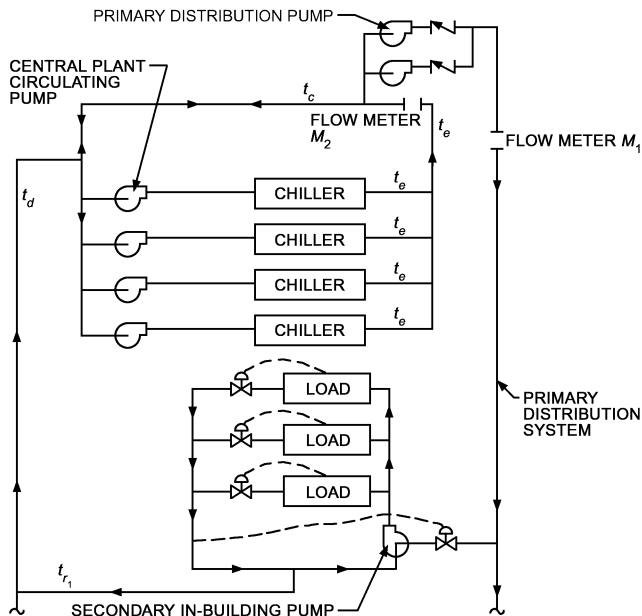 PRIMARY DISTRIBUTION PUMP
CENTRAL PLANT
CIRCULATING
PUMP
t_c
FLOW METER
M_2
t_e
FLOW METER M_1
t_d
CHILLER
t_e
CHILLER
t_e
CHILLER
t_e
CHILLER
t_e
LOAD
LOAD
LOAD
PRIMARY
DISTRIBUTION
SYSTEM
t_r_1
SECONDARY IN-BUILDING PUMP